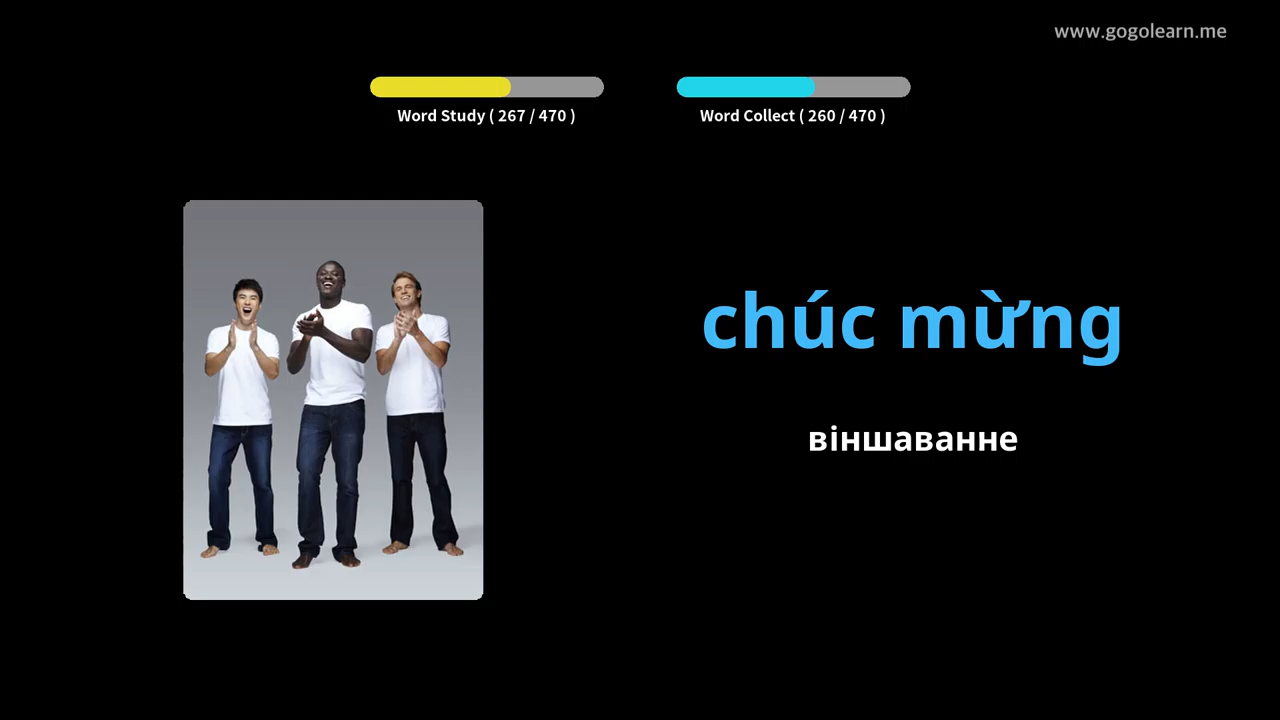 www.gogolearn.me
Word Study ( 267 / 470 )
Word Collect ( 260 / 470 )
chúc mừng
віншаванне